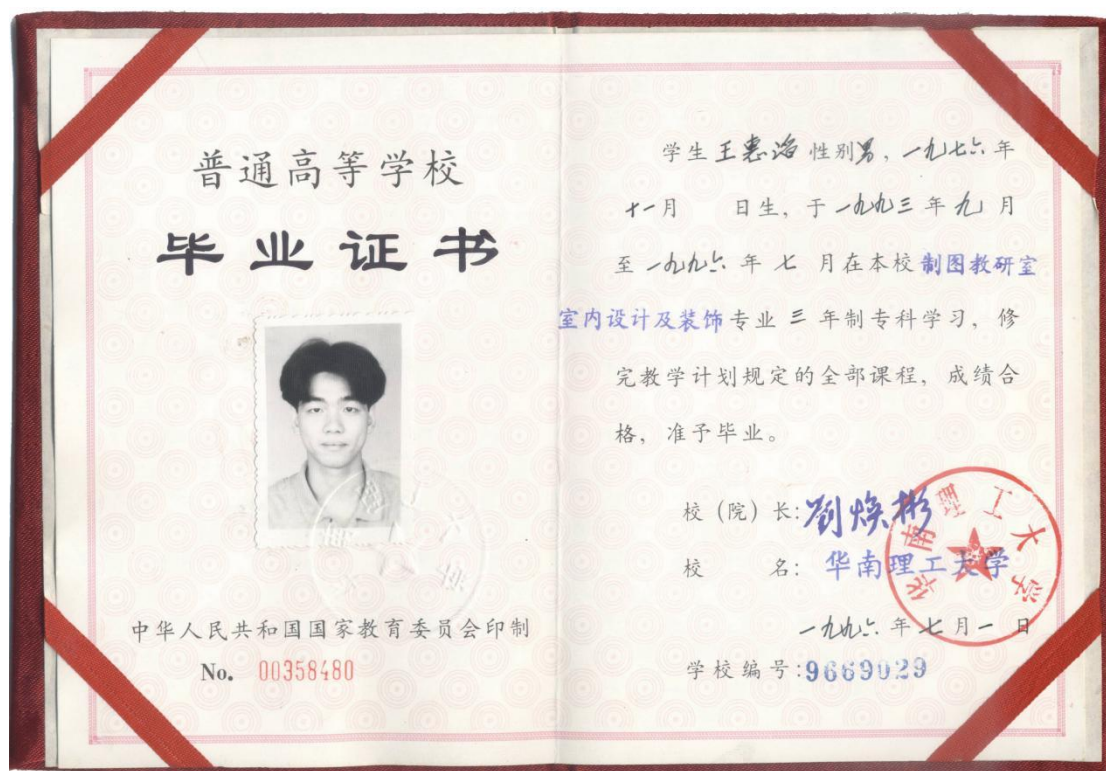 普通高等学校
毕业证书
中华人民共和国国家教育委员会印制
No. 00358480
学生王惠 性别男，一九七六年
十一月 日生，于一九九三年九月
至一九九六年七月在本校制图教研室
室内设计及装饰专业三年制专科学习，修
完教学计划规定的全部课程，成绩合
格，准予毕业。
校（院）长：劉焕彬
校 名：华南理工大学
华南理工大学
一九九六年七月一日
学校编号：9669029